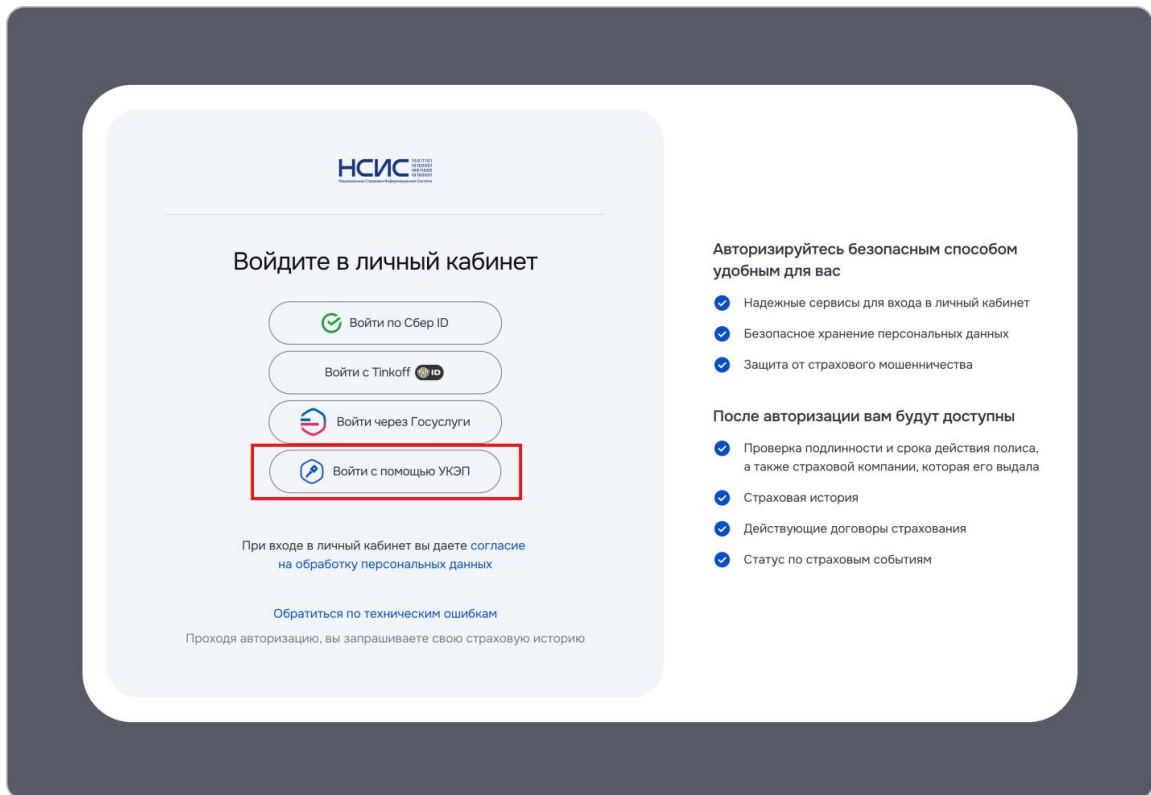 НСИС
Национальная Страховая Информационная Система
Войдите в личный кабинет
Войти по Сбер ID
Войти с Tinkoff ID
Войти через Госуслуги
Войти с помощью УКЭП
При входе в личный кабинет вы даете согласие
на обработку персональных данных
Обратиться по техническим ошибкам
Проходя авторизацию, вы запрашиваете свою страховую историю
Авторизируйтесь безопасным способом
удобным для вас
Надежные сервисы для входа в личный кабинет
Безопасное хранение персональных данных
Защита от страхового мошенничества
После авторизации вам будут доступны
Проверка подлинности и срока действия полиса,
а также страховой компании, которая его выдала
Страховая история
Действующие договоры страхования
Статус по страховым событиям